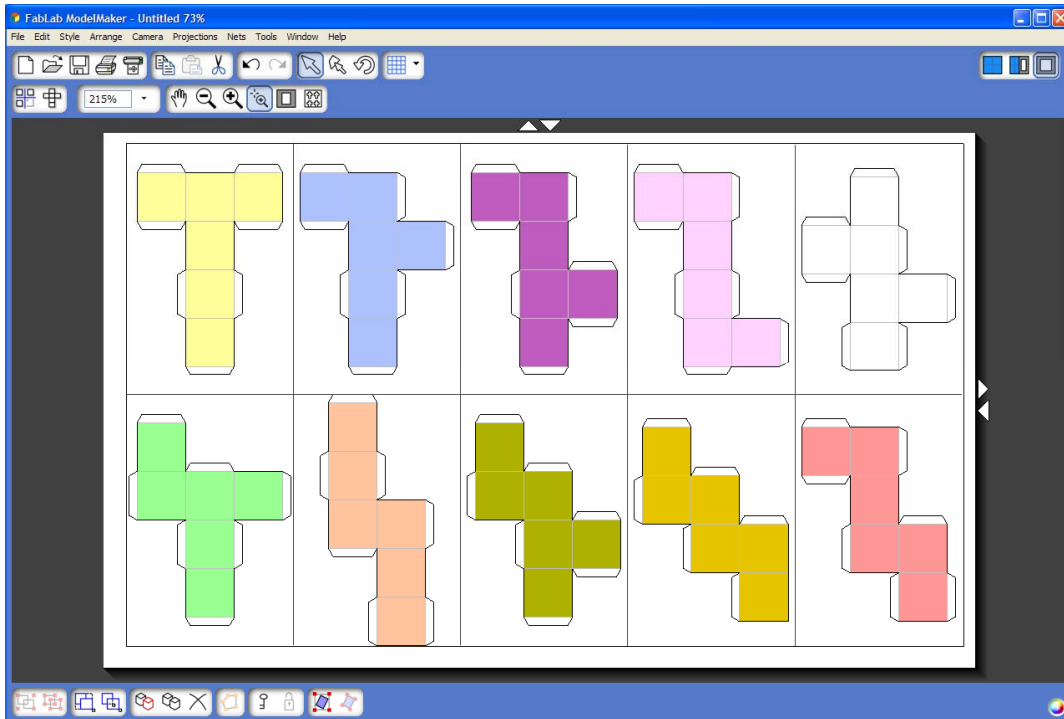 FabLab ModelMaker - Untitled 73%
File Edit Style Arrange Camera Projections Nets Tools Window Help
215%